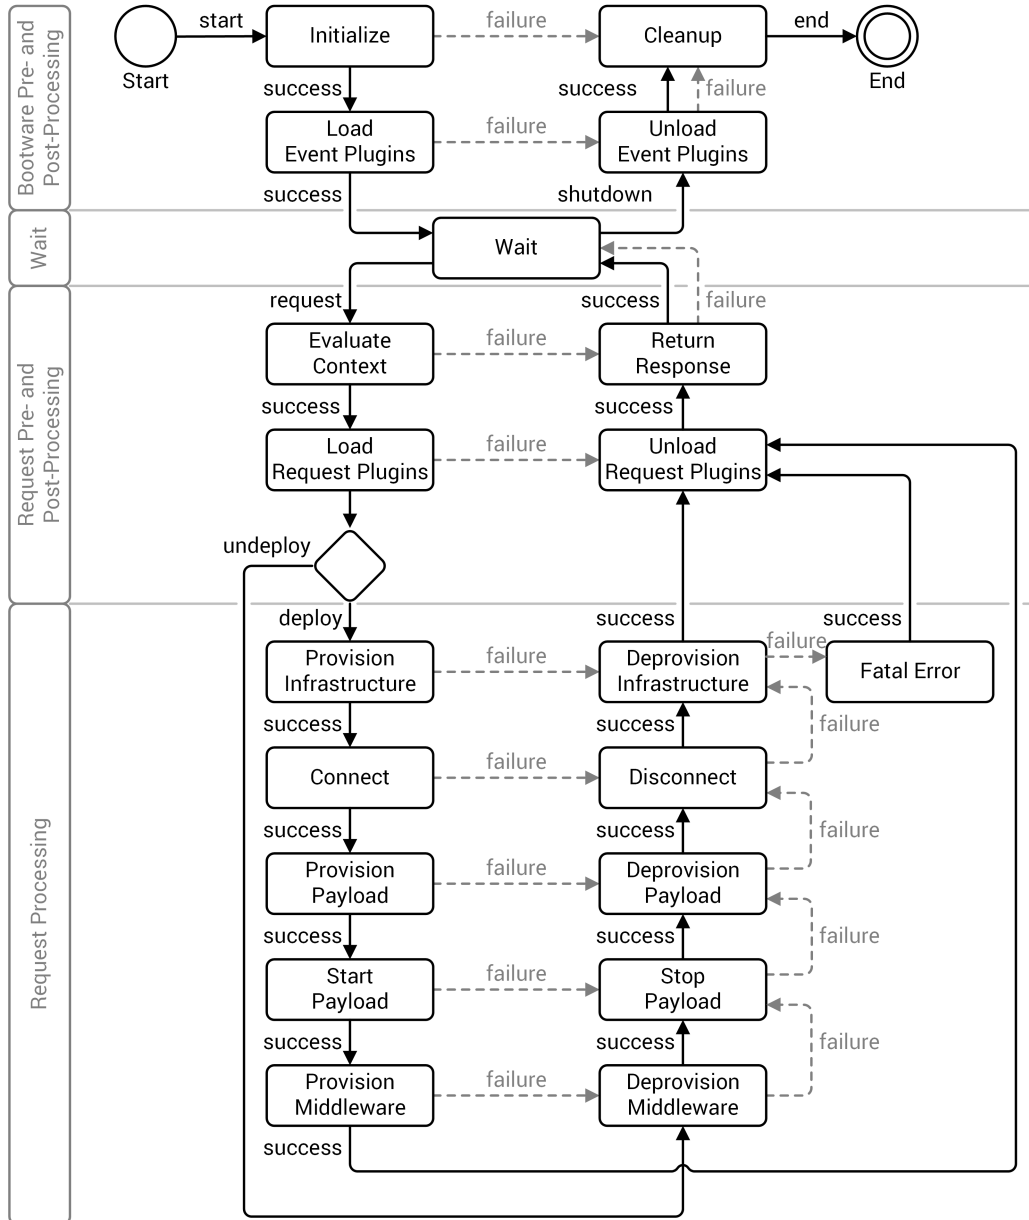 Bootware Pre- and
Post-Processing
start
Initialize
failure
Cleanup
end
Start
End
success
success
failure
Load
Event Plugins
failure
Unload
Event Plugins
success
shutdown
Wait
Wait
request
success
failure
Request Pre- and
Post-Processing
Evaluate
Context
failure
Return
Response
success
success
Load
Request Plugins
failure
Unload
Request Plugins
undeploy
Request Processing
deploy
success
success
Provision
Infrastructure
failure
Deprovision
Infrastructure
failure
Fatal Error
success
success
failure
Connect
failure
Disconnect
success
success
failure
Provision
Payload
failure
Deprovision
Payload
success
success
failure
Start
Payload
failure
Stop
Payload
success
success
failure
Provision
Middleware
failure
Deprovision
Middleware
success